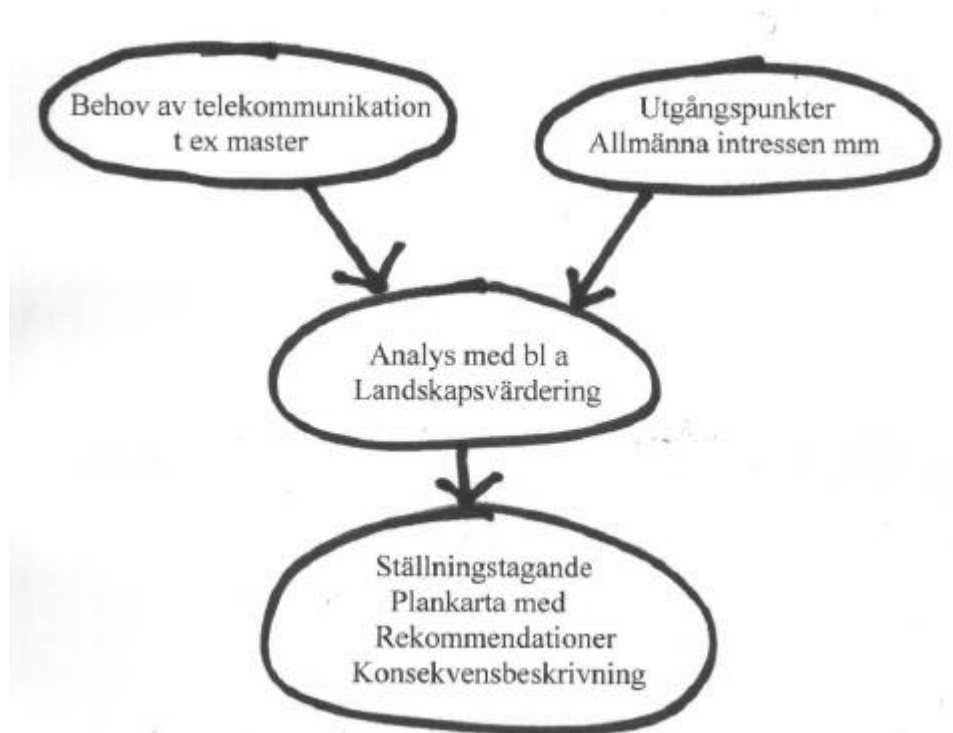 Behov av telekommunikation
t ex master
Utgångspunkter
Allmänna intressen mm
Analys med bl a
Landskapsvärdering
Ställningstagande
Plankarta med
Rekommendationer
Konsekvensbeskrivning